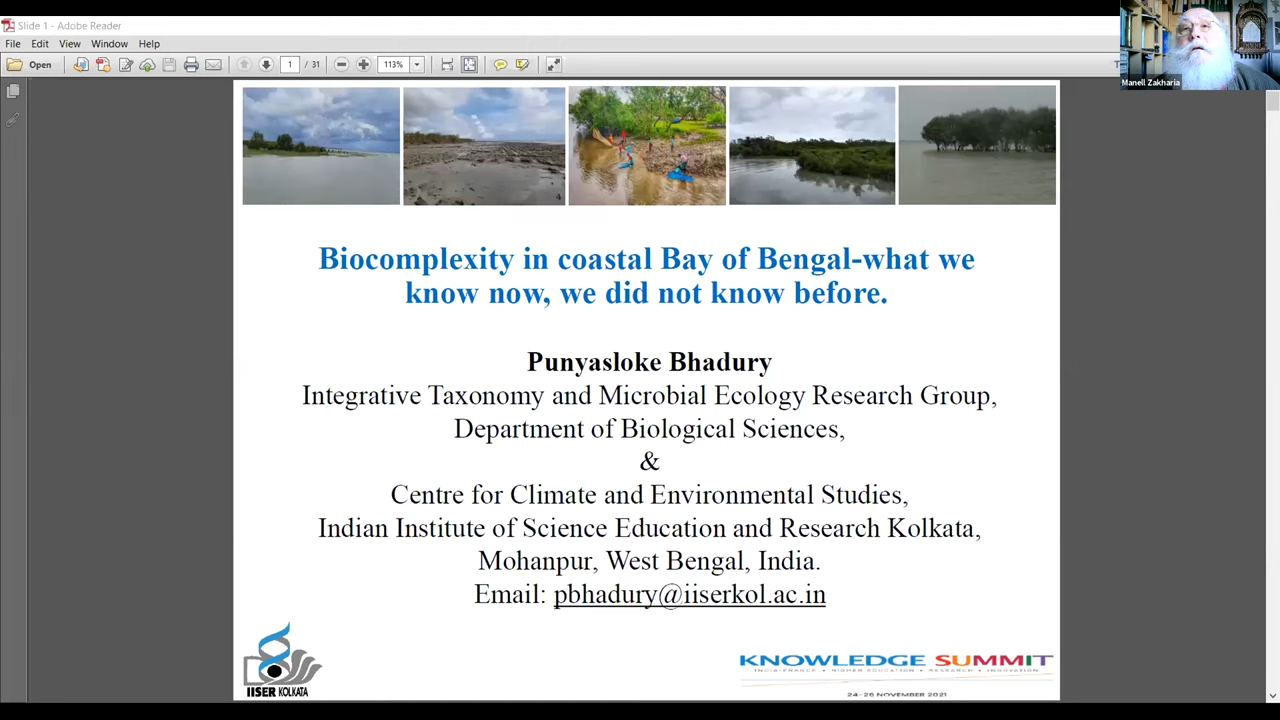 Slide 1 - Adobe Reader
File Edit View Window Help
Open 1 / 31 113%
Manell Zakharia
Biocomplexity in coastal Bay of Bengal-what we
know now, we did not know before.
Punyasloke Bhadury
Integrative Taxonomy and Microbial Ecology Research Group,
Department of Biological Sciences,
&
Centre for Climate and Environmental Studies,
Indian Institute of Science Education and Research Kolkata,
Mohanpur, West Bengal, India.
Email: pbhadury@iiserkol.ac.in
IISER KOLKATA
KNOWLEDGE SUMMIT
INDIA-FRANCE • HIGHER EDUCATION • RESEARCH • INNOVATION
24-26 NOVEMBER 2021